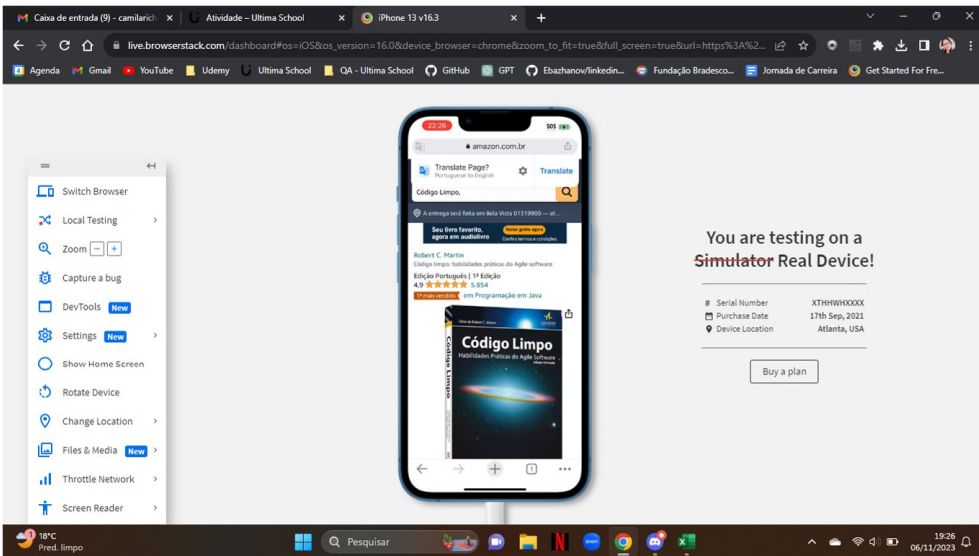 Caixa de entrada (9) - camilarich
Atividade – Ultima School
iPhone 13 v16.3
live.browserstack.com/dashboard#os=iOS&os_version=16.0&device_browser=chrome&zoom_to_fit=true&full_screen=true&url=https%3A%2...
Agenda
Gmail
YouTube
Udemy
Ultima School
QA - Ultima School
GitHub
GPT
Ebazhanov/linkedin...
Fundação Bradesco...
Jornada de Carreira
Get Started For Fre...
Switch Browser
Local Testing
Zoom
Capture a bug
DevTools New
Settings New
Show Home Screen
Rotate Device
Change Location
Files & Media New
Throttle Network
Screen Reader
22:26
SOS
amazon.com.br
Translate Page?
Portuguese to English
Translate
Código Limpo,
A entrega será feita em Bela Vista 01319900 — at...
Seu livro favorito,
agora em audiolivro
Confira termos e condições.
Robert C. Martin
Código limpo: habilidades práticas do Agile Software
Edição Português | 1ª Edição
4,9 5.854
1º mais vendido em Programação em Java
Código Limpo
Habilidades Práticas do Agile Software
Código Limpo
1
You are testing on a
Simulator Real Device!
# Serial Number XTHHWHXXXX
Purchase Date 17th Sep, 2021
Device Location Atlanta, USA
Buy a plan
18°C
Pred. limpo
Pesquisar
zoom
19:26
06/11/2023